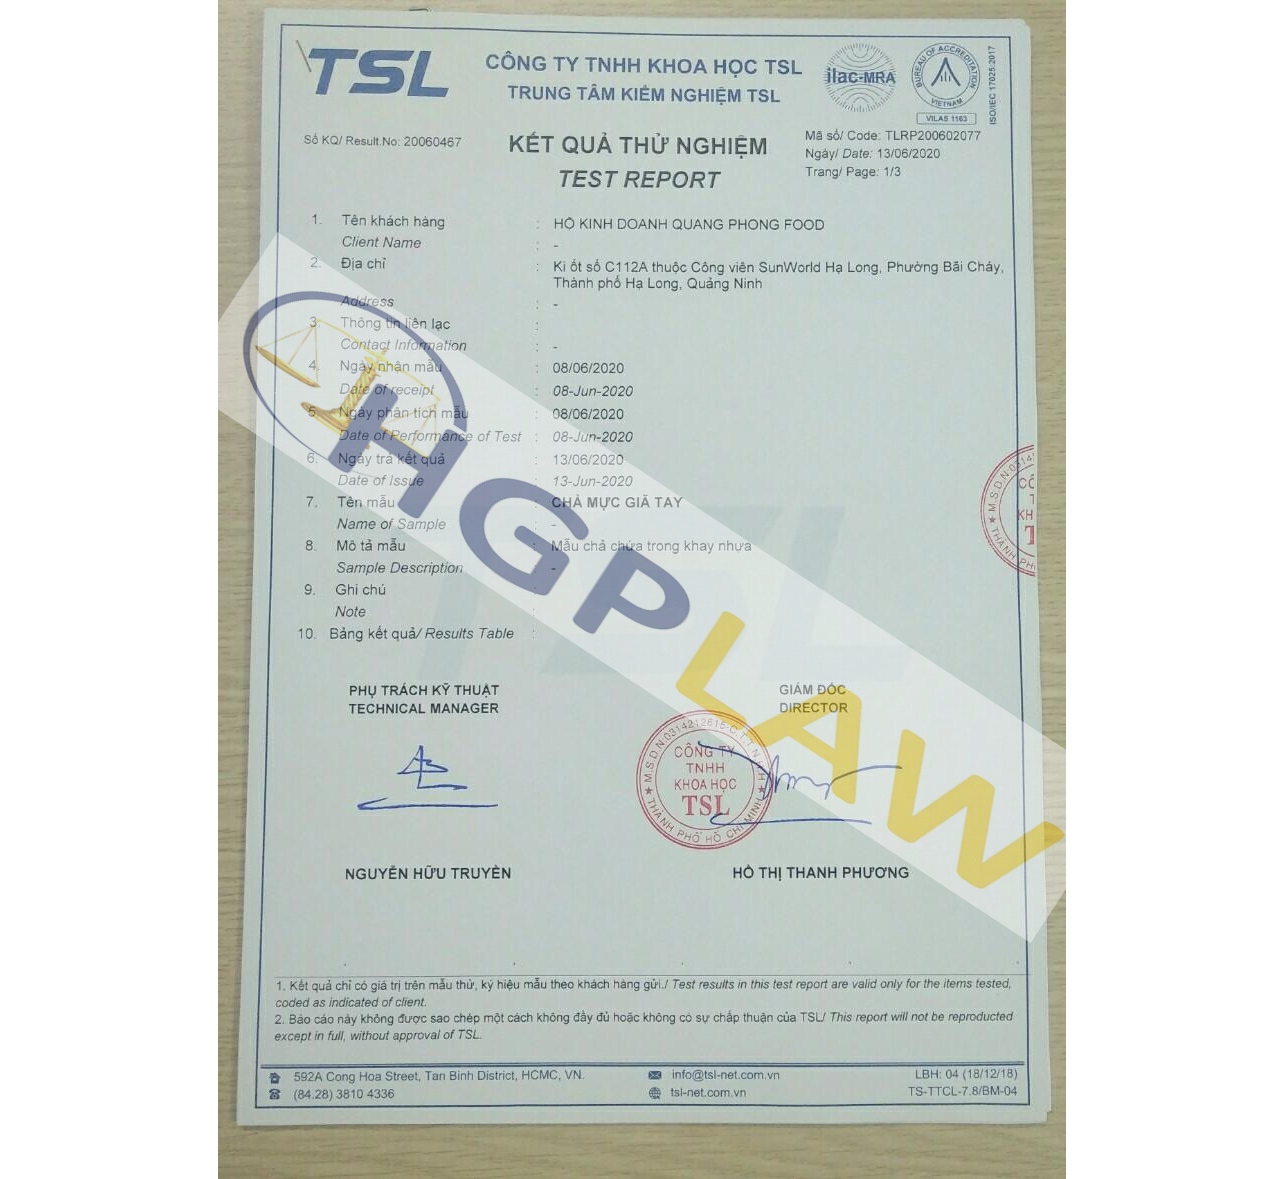 TSL
CÔNG TY TNHH KHOA HỌC TSL
TRUNG TÂM KIỂM NGHIỆM TSL
ilac-MRA
BUREAU OF ACCREDITATION
VIETNAM
VILAS 1163
ISO/IEC 17025:2017
Số KQ/ Result.No: 20060467
KẾT QUẢ THỬ NGHIỆM
TEST REPORT
Mã số/ Code: TLRP200602077
Ngày/ Date: 13/06/2020
Trang/ Page: 1/3
1. Tên khách hàng : HỘ KINH DOANH QUANG PHONG FOOD
Client Name : -
2. Địa chỉ : Ki ốt số C112A thuộc Công viên SunWorld Hạ Long, Phường Bãi Cháy,
Thành phố Hạ Long, Quảng Ninh
Address : -
3. Thông tin liên lạc :
Contact Information : -
4. Ngày nhận mẫu : 08/06/2020
Date of receipt : 08-Jun-2020
5. Ngày phân tích mẫu : 08/06/2020
Date of Performance of Test : 08-Jun-2020
6. Ngày trả kết quả : 13/06/2020
Date of Issue : 13-Jun-2020
7. Tên mẫu : CHẢ MỰC GIÃ TAY
Name of Sample : -
8. Mô tả mẫu : Mẫu chả chứa trong khay nhựa
Sample Description : -
9. Ghi chú :
Note :
10. Bảng kết quả/ Results Table :
HGP LAW
PHỤ TRÁCH KỸ THUẬT
TECHNICAL MANAGER
GIÁM ĐỐC
DIRECTOR
M.S.D.N:0314212615-C.T.T.N.H.H
CÔNG TY
TNHH
KHOA HỌC
TSL
THÀNH PHỐ HỒ CHÍ MINH
NGUYỄN HỮU TRUYỀN
HỒ THỊ THANH PHƯƠNG
1. Kết quả chỉ có giá trị trên mẫu thử, ký hiệu mẫu theo khách hàng gửi./ Test results in this test report are valid only for the items tested,
coded as indicated of client.
2. Báo cáo này không được sao chép một cách không đầy đủ hoặc không có sự chấp thuận của TSL/ This report will not be reproduced
except in full, without approval of TSL.
592A Cong Hoa Street, Tan Binh District, HCMC, VN.
(84.28) 3810 4336
info@tsl-net.com.vn
tsl-net.com.vn
LBH: 04 (18/12/18)
TS-TTCL-7.8/BM-04